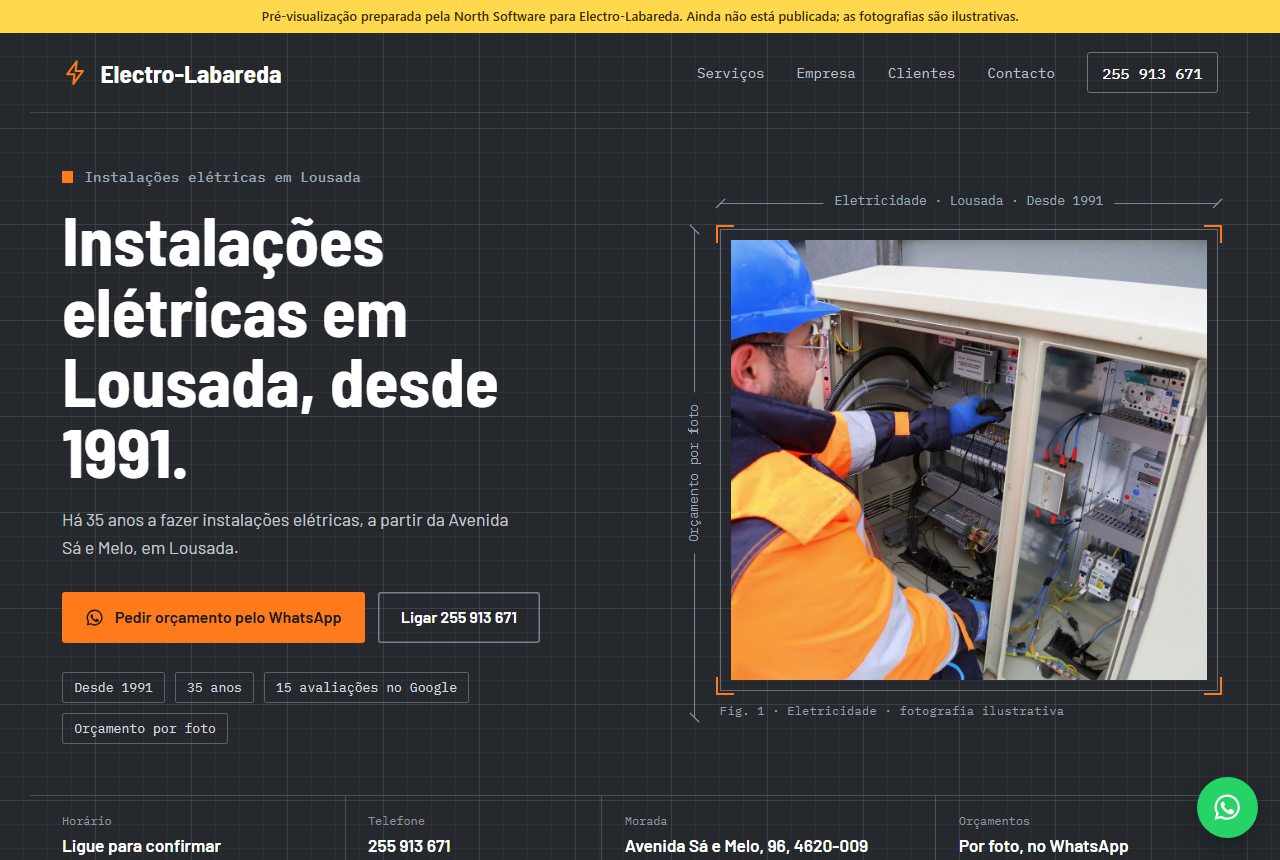 Pré-visualização preparada pela North Software para Electro-Labareda. Ainda não está publicada; as fotografias são ilustrativas.
Electro-Labareda
Serviços
Empresa
Clientes
Contacto
255 913 671
Instalações elétricas em Lousada
Instalações
elétricas em
Lousada, desde
1991.
Há 35 anos a fazer instalações elétricas, a partir da Avenida
Sá e Melo, em Lousada.
Pedir orçamento pelo WhatsApp
Ligar 255 913 671
Desde 1991
35 anos
15 avaliações no Google
Orçamento por foto
Eletricidade · Lousada · Desde 1991
Orçamento por foto
Fig. 1 · Eletricidade · fotografia ilustrativa
Horário
Ligue para confirmar
Telefone
255 913 671
Morada
Avenida Sá e Melo, 96, 4620-009
Orçamentos
Por foto, no WhatsApp